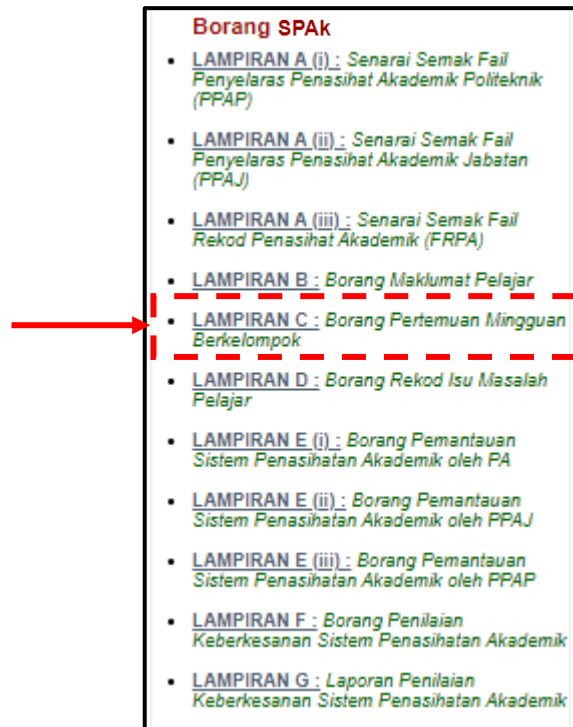 Borang SPAk
LAMPIRAN A (i) : Senarai Semak Fail
Penyelaras Penasihat Akademik Politeknik
(PPAP)
LAMPIRAN A (ii) : Senarai Semak Fail
Penyelaras Penasihat Akademik Jabatan
(PPAJ)
LAMPIRAN A (iii) : Senarai Semak Fail
Rekod Penasihat Akademik (FRPA)
LAMPIRAN B : Borang Maklumat Pelajar
LAMPIRAN C : Borang Pertemuan Mingguan
Berkelompok
LAMPIRAN D : Borang Rekod Isu Masalah
Pelajar
LAMPIRAN E (i) : Borang Pemantauan
Sistem Penasihatan Akademik oleh PA
LAMPIRAN E (ii) : Borang Pemantauan
Sistem Penasihatan Akademik oleh PPAJ
LAMPIRAN E (iii) : Borang Pemantauan
Sistem Penasihatan Akademik oleh PPAP
LAMPIRAN F : Borang Penilaian
Keberkesanan Sistem Penasihatan Akademik
LAMPIRAN G : Laporan Penilaian
Keberkesanan Sistem Penasihatan Akademik